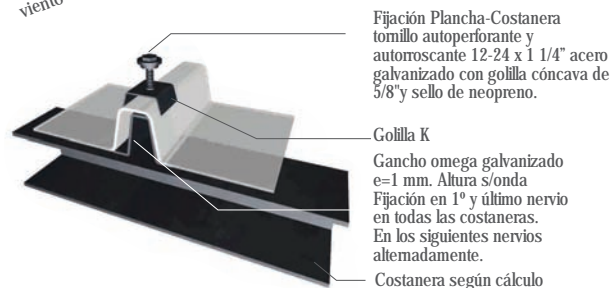 viento
Fijación Plancha-Costanera
tornillo autoperforante y
autorroscante 12-24 x 1 1/4" acero
galvanizado con golilla cóncava de
5/8"y sello de neopreno.
Golilla K
Gancho omega galvanizado
e=1 mm. Altura s/onda
Fijación en 1º y último nervio
en todas las costaneras.
En los siguientes nervios
alternadamente.
Costanera según cálculo